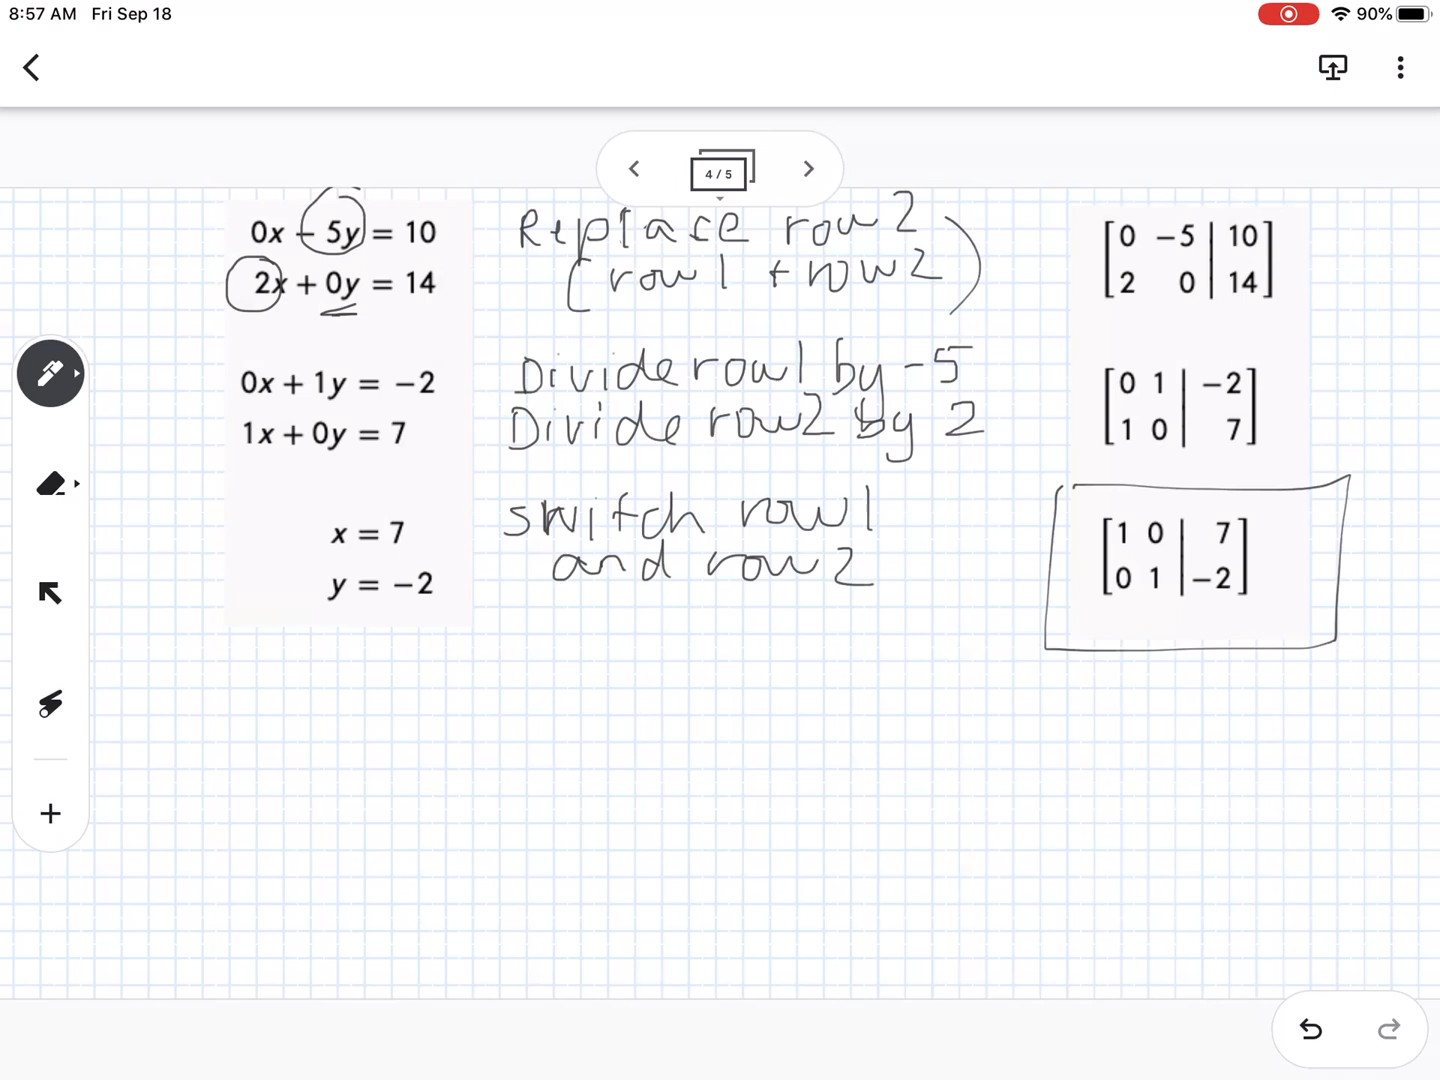 8:57 AM Fri Sep 18
90%
4 / 5
0x − 5y = 10
2x + 0y = 14
Replace row 2
(row 1 + row 2)
[0 −5 | 10]
[2 0 | 14]
0x + 1y = −2
1x + 0y = 7
Divide row 1 by -5
Divide row 2 by 2
[0 1 | −2]
[1 0 | 7]
x = 7
y = −2
switch row 1
and row 2
[1 0 | 7]
[0 1 | −2]